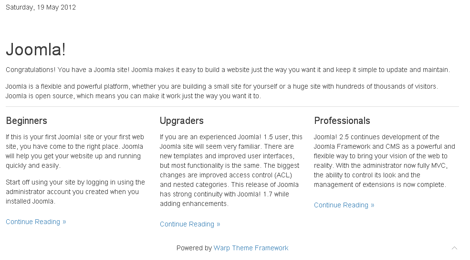 Saturday, 19 May 2012
Joomla!
Congratulations! You have a Joomla site! Joomla makes it easy to build a website just the way you want it and keep it simple to update and maintain.
Joomla is a flexible and powerful platform, whether you are building a small site for yourself or a huge site with hundreds of thousands of visitors.
Joomla is open source, which means you can make it work just the way you want it to.
Beginners
If this is your first Joomla! site or your first web
site, you have come to the right place. Joomla
will help you get your website up and running
quickly and easily.
Start off using your site by logging in using the
administrator account you created when you
installed Joomla.
Continue Reading »
Upgraders
If you are an experienced Joomla! 1.5 user, this
Joomla site will seem very familiar. There are
new templates and improved user interfaces,
but most functionality is the same. The biggest
changes are improved access control (ACL)
and nested categories. This release of Joomla
has strong continuity with Joomla! 1.7 while
adding enhancements.
Continue Reading »
Professionals
Joomla! 2.5 continues development of the
Joomla Framework and CMS as a powerful and
flexible way to bring your vision of the web to
reality. With the administrator now fully MVC,
the ability to control its look and the
management of extensions is now complete.
Continue Reading »
Powered by Warp Theme Framework